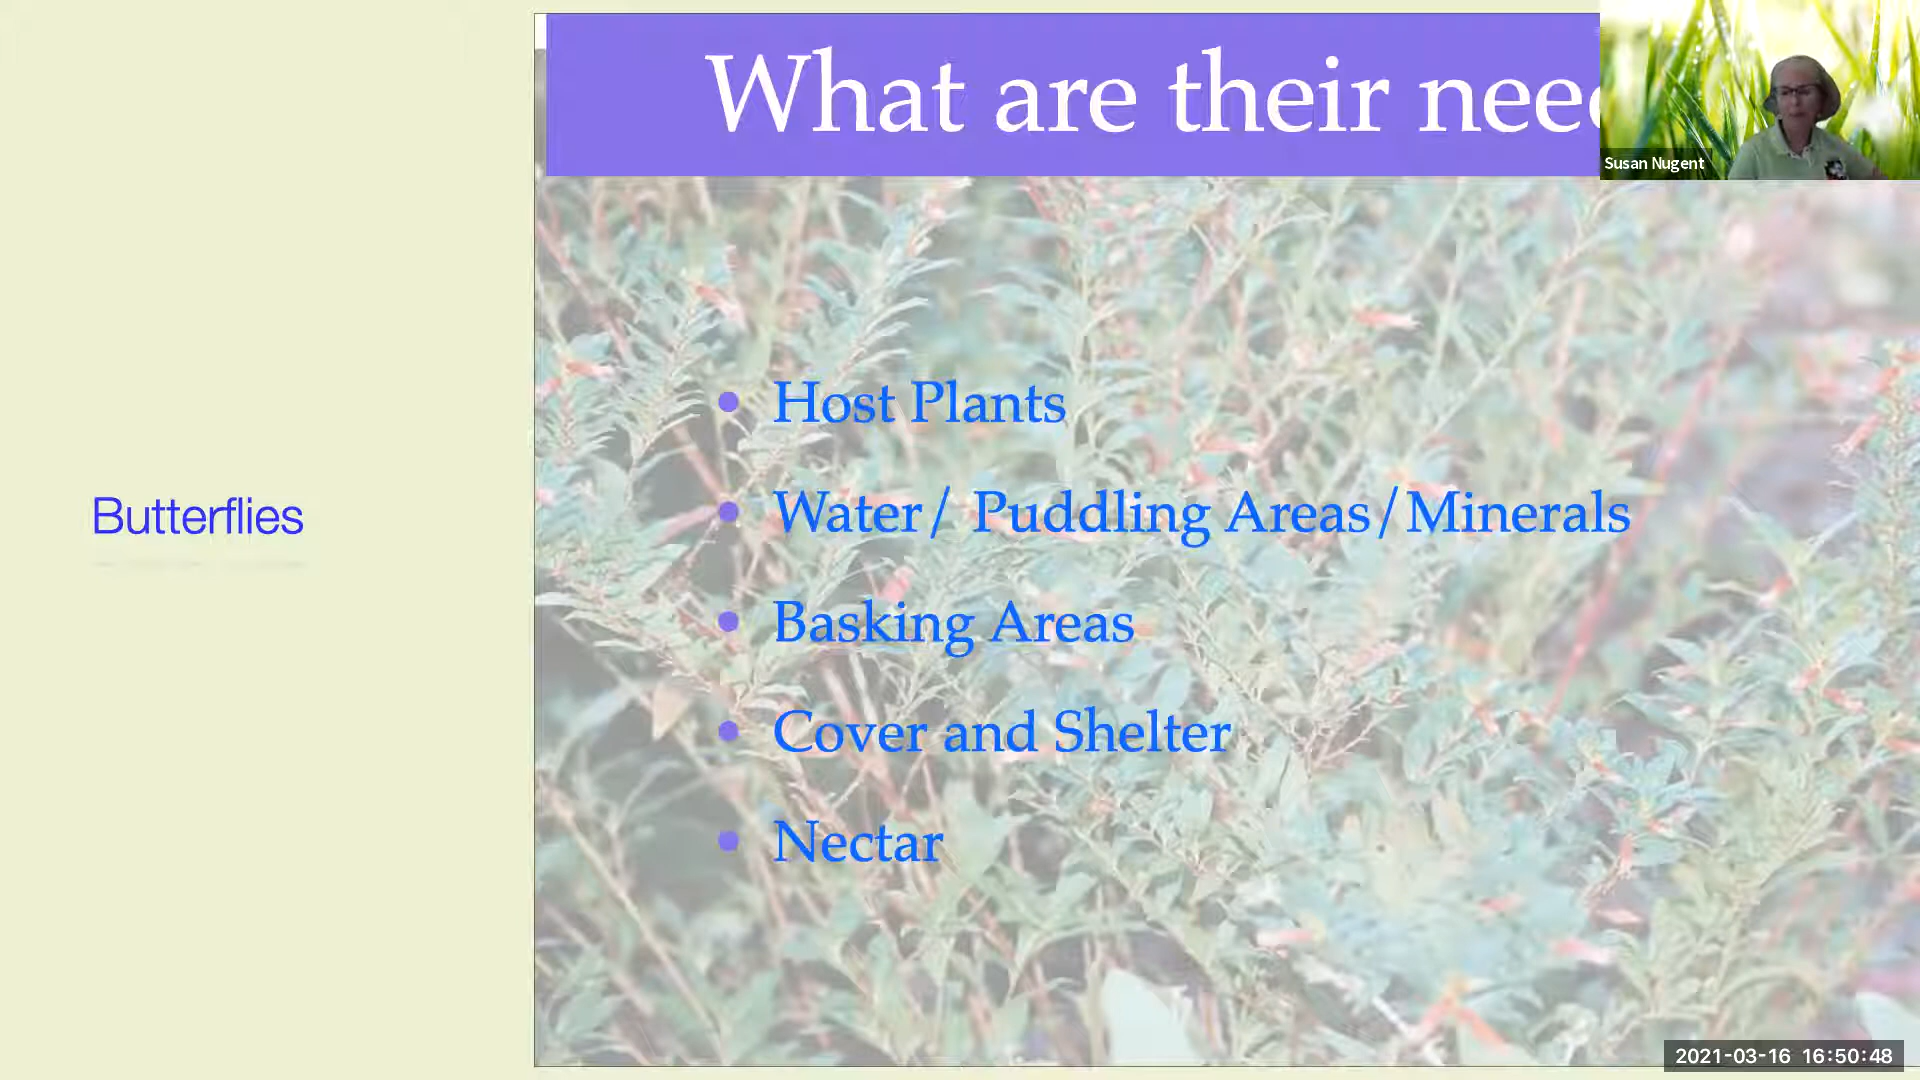 What are their need
Susan Nugent
Butterflies
• Host Plants
• Water/ Puddling Areas/Minerals
• Basking Areas
• Cover and Shelter
• Nectar
2021-03-16 16:50:48